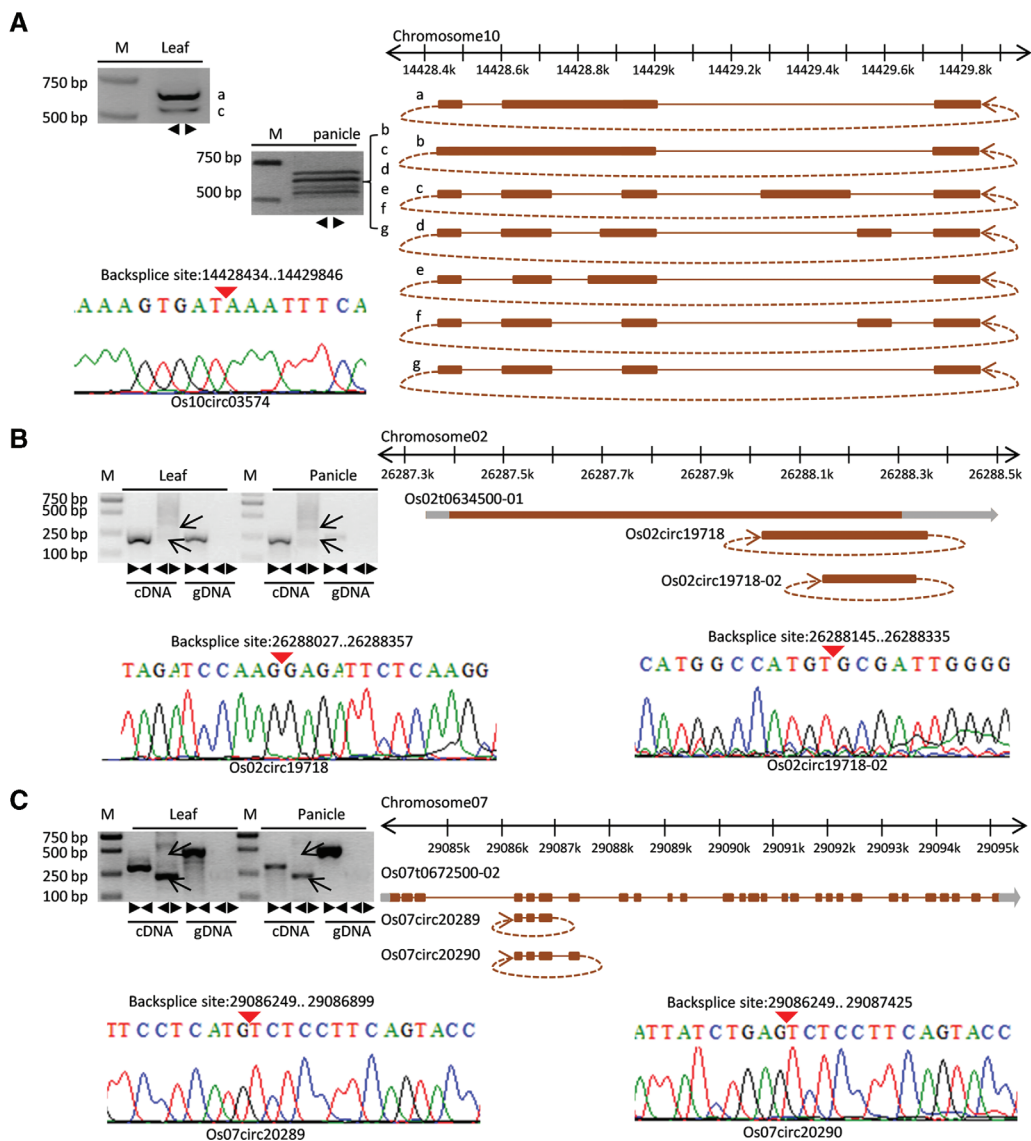 A
M Leaf
750 bp
500 bp
a
c
M panicle
750 bp
500 bp
b
c
d
e
f
g
Chromosome10
14428.4k 14428.6k 14428.8k 14429k 14429.2k 14429.4k 14429.6k 14429.8k
a
b
c
d
e
f
g
Backsplice site:14428434..14429846
AAAGTGATAAATTTCA
Os10circ03574
B
M Leaf M Panicle
750 bp
500 bp
250 bp
100 bp
cDNA gDNA cDNA gDNA
Chromosome02
26287.3k 26287.5k 26287.7k 26287.9k 26288.1k 26288.3k 26288.5k
Os02t0634500-01
Os02circ19718
Os02circ19718-02
Backsplice site:26288027..26288357
TAGATCCAAGGAGATTCTCAAGG
Os02circ19718
Backsplice site:26288145..26288335
CATGGCCATGTGCGATTGGGG
Os02circ19718-02
C
M Leaf M Panicle
750 bp
500 bp
250 bp
100 bp
cDNA gDNA cDNA gDNA
Chromosome07
29085k 29086k 29087k 29088k 29089k 29090k 29091k 29092k 29093k 29094k 29095k
Os07t0672500-02
Os07circ20289
Os07circ20290
Backsplice site:29086249.. 29086899
TTCCTCATGTCTCCTTCAGTACC
Os07circ20289
Backsplice site:29086249.. 29087425
ATTATCTGAGTCTCCTTCAGTACC
Os07circ20290